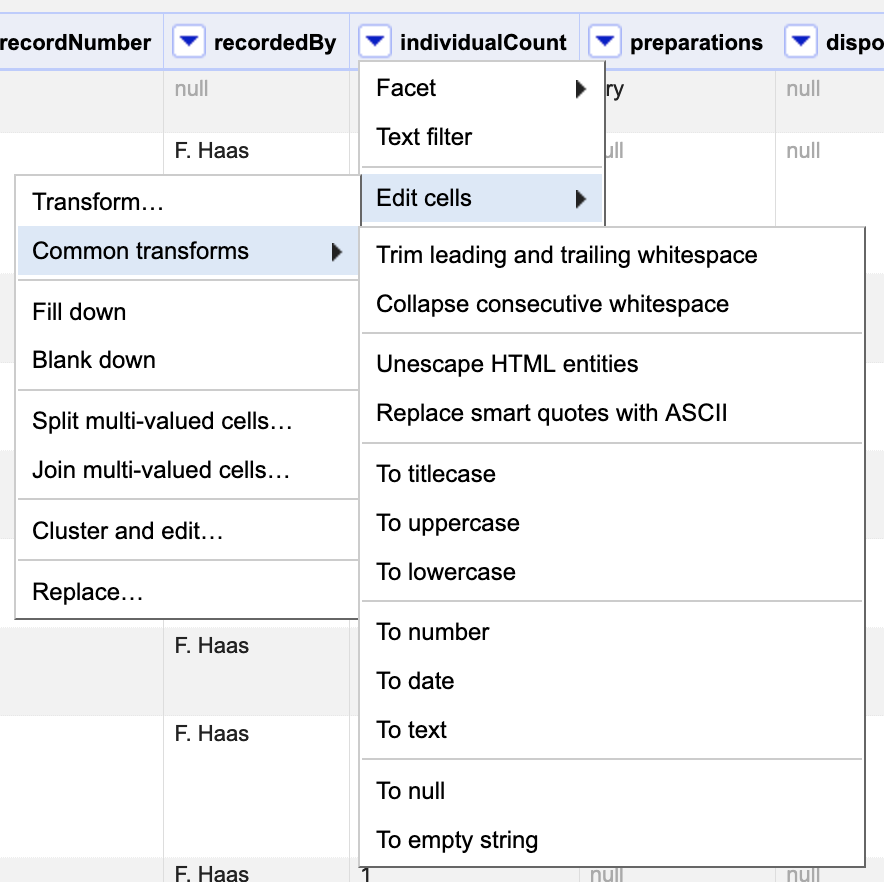 recordNumber recordedBy individualCount preparations dispo
null ry null
F. Haas ull null
Facet
Text filter
Edit cells
Transform…
Common transforms
Fill down
Blank down
Split multi-valued cells…
Join multi-valued cells…
Cluster and edit…
Replace…
Trim leading and trailing whitespace
Collapse consecutive whitespace
Unescape HTML entities
Replace smart quotes with ASCII
To titlecase
To uppercase
To lowercase
To number
To date
To text
To null
To empty string
F. Haas
F. Haas
F. Haas 1 null null